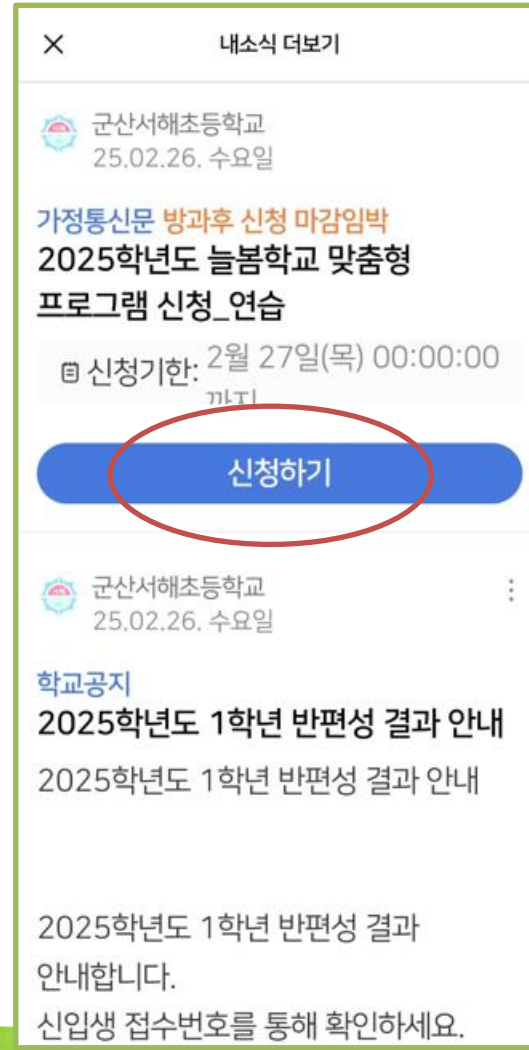 내소식 더보기
군산서해초등학교
25.02.26. 수요일
가정통신문 방과후 신청 마감임박
2025학년도 늘봄학교 맞춤형
프로그램 신청_연습
신청기한: 2월 27일(목) 00:00:00
까지
신청하기
군산서해초등학교
25.02.26. 수요일
학교공지
2025학년도 1학년 반편성 결과 안내
2025학년도 1학년 반편성 결과 안내
2025학년도 1학년 반편성 결과
안내합니다.
신입생 접수번호를 통해 확인하세요.